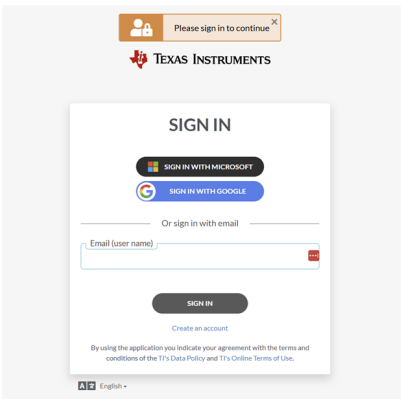 Please sign in to continue
TEXAS INSTRUMENTS
SIGN IN
SIGN IN WITH MICROSOFT
SIGN IN WITH GOOGLE
Or sign in with email
Email (user name)
SIGN IN
Create an account
By using the application you indicate your agreement with the terms and
conditions of the TI's Data Policy and TI's Online Terms of Use.
English